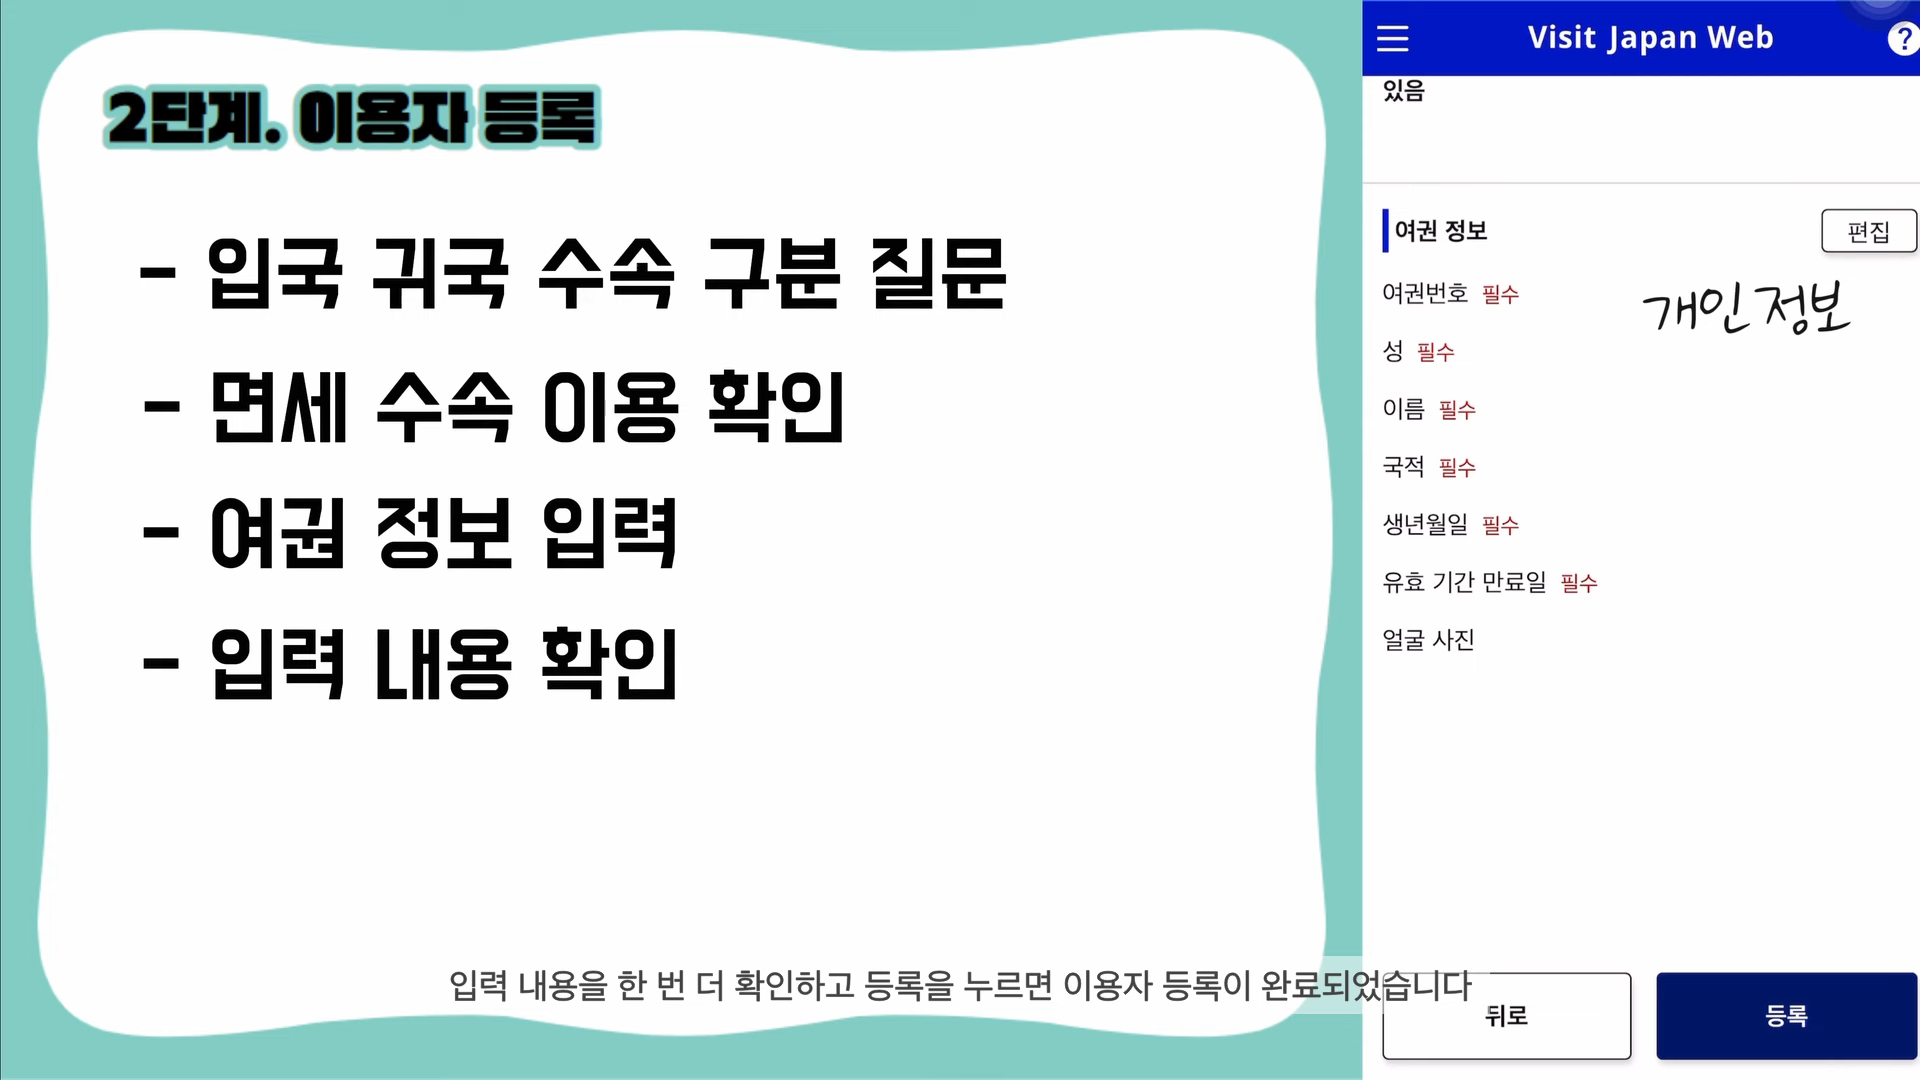 2단계. 이용자 등록
- 입국 귀국 수속 구분 질문
- 면세 수속 이용 확인
- 여권 정보 입력
- 입력 내용 확인
Visit Japan Web
?
있음
여권 정보
편집
여권번호 필수
개인정보
성 필수
이름 필수
국적 필수
생년월일 필수
유효 기간 만료일 필수
얼굴 사진
입력 내용을 한 번 더 확인하고 등록을 누르면 이용자 등록이 완료되었습니다
뒤로
등록